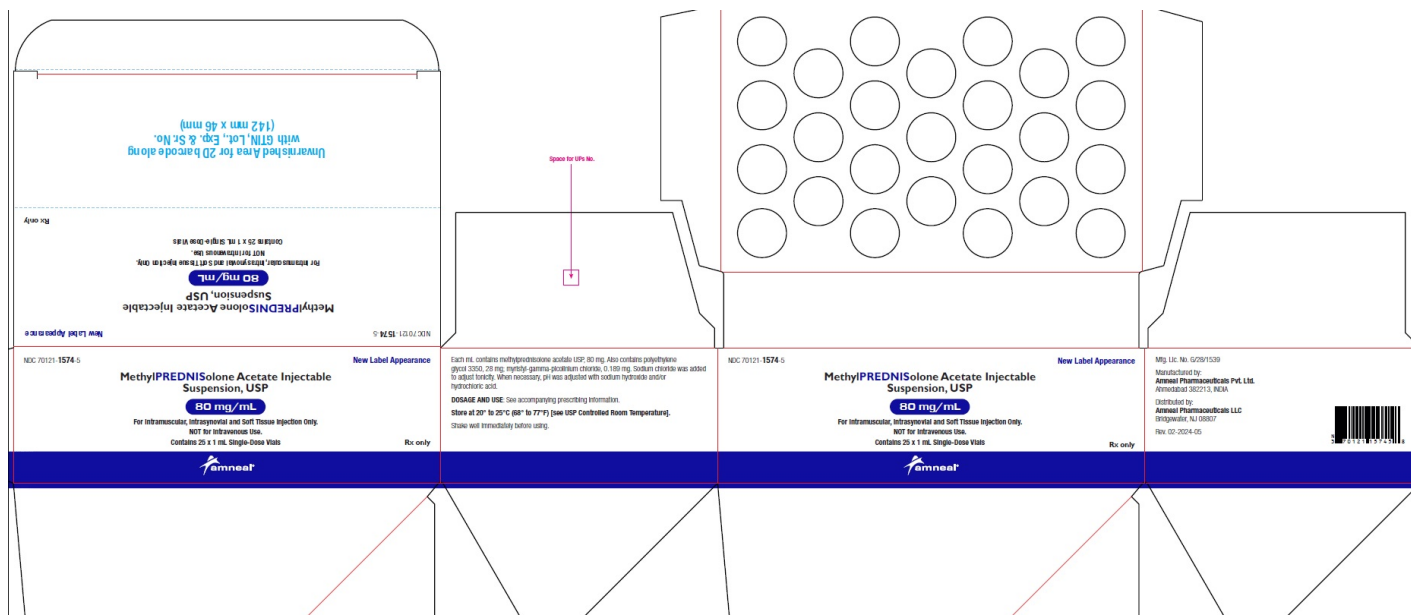 Unvarnished Area for 2D barcode along
with GTIN, Lot., Exp. & Sr. No.
(142 mm x 46 mm)
Rx only
Contains 25 x 1 mL Single-Dose Vials
NOT for Intravenous Use.
For Intramuscular, Intrasynovial and Soft Tissue Injection Only.
80 mg/mL
MethylPREDNISolone Acetate Injectable
Suspension, USP
New Label Appearance
NDC 70121-1574-5
Space for UPs No.
NDC 70121-1574-5
New Label Appearance
MethylPREDNISolone Acetate Injectable
Suspension, USP
80 mg/mL
For Intramuscular, Intrasynovial and Soft Tissue Injection Only.
NOT for Intravenous Use.
Contains 25 x 1 mL Single-Dose Vials
Rx only
amneal
Each mL contains methylprednisolone acetate USP, 80 mg. Also contains polyethylene
glycol 3350, 28 mg; myristyl-gamma-picolinium chloride, 0.189 mg. Sodium chloride was added
to adjust tonicity. When necessary, pH was adjusted with sodium hydroxide and/or
hydrochloric acid.
DOSAGE AND USE: See accompanying prescribing information.
Store at 20° to 25°C (68° to 77°F) [see USP Controlled Room Temperature].
Shake well immediately before using.
NDC 70121-1574-5
New Label Appearance
MethylPREDNISolone Acetate Injectable
Suspension, USP
80 mg/mL
For Intramuscular, Intrasynovial and Soft Tissue Injection Only.
NOT for Intravenous Use.
Contains 25 x 1 mL Single-Dose Vials
Rx only
amneal
Mfg. Lic. No. G/28/1539
Manufactured by:
Amneal Pharmaceuticals Pvt. Ltd.
Ahmedabad 382213, INDIA
Distributed by:
Amneal Pharmaceuticals LLC
Bridgewater, NJ 08807
Rev. 02-2024-05